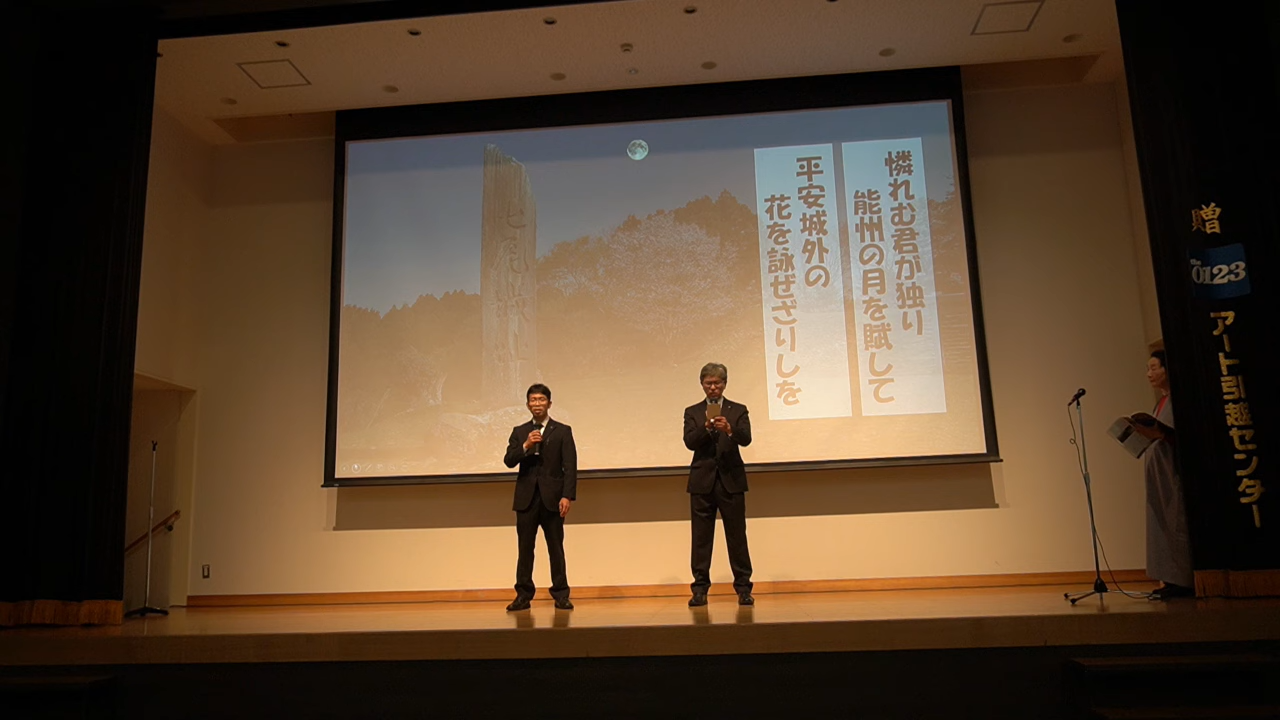 憐れむ君が独り
能州の月を賦して
平安城外の
花を詠ぜざりしを
贈
the
0123
アート引越センター